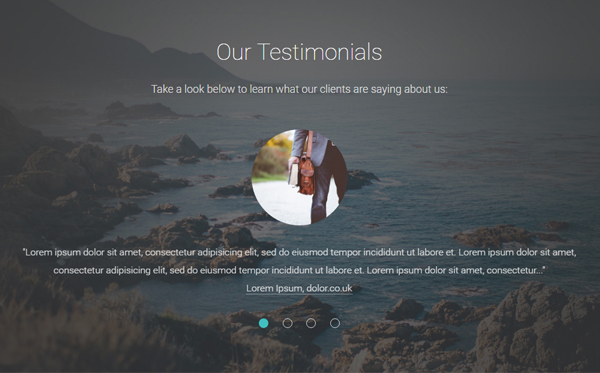 Our Testimonials
Take a look below to learn what our clients are saying about us:
"Lorem ipsum dolor sit amet, consectetur adipisicing elit, sed do eiusmod tempor incididunt ut labore et. Lorem ipsum dolor sit amet,
consectetur adipisicing elit, sed do eiusmod tempor incididunt ut labore et. Lorem ipsum dolor sit amet, consectetur..."
Lorem Ipsum, dolor.co.uk